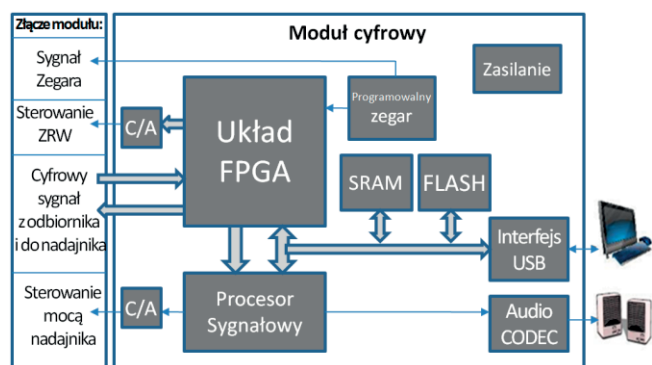 Złącze modułu:
Sygnał
Zegara
Sterowanie
ZRW
Cyfrowy
sygnał
z odbiornika
i do nadajnika
Sterowanie
mocą
nadajnika
Moduł cyfrowy
Zasilanie
Programowalny
zegar
C/A
Układ
FPGA
SRAM
FLASH
Interfejs
USB
C/A
Procesor
Sygnałowy
Audio
CODEC